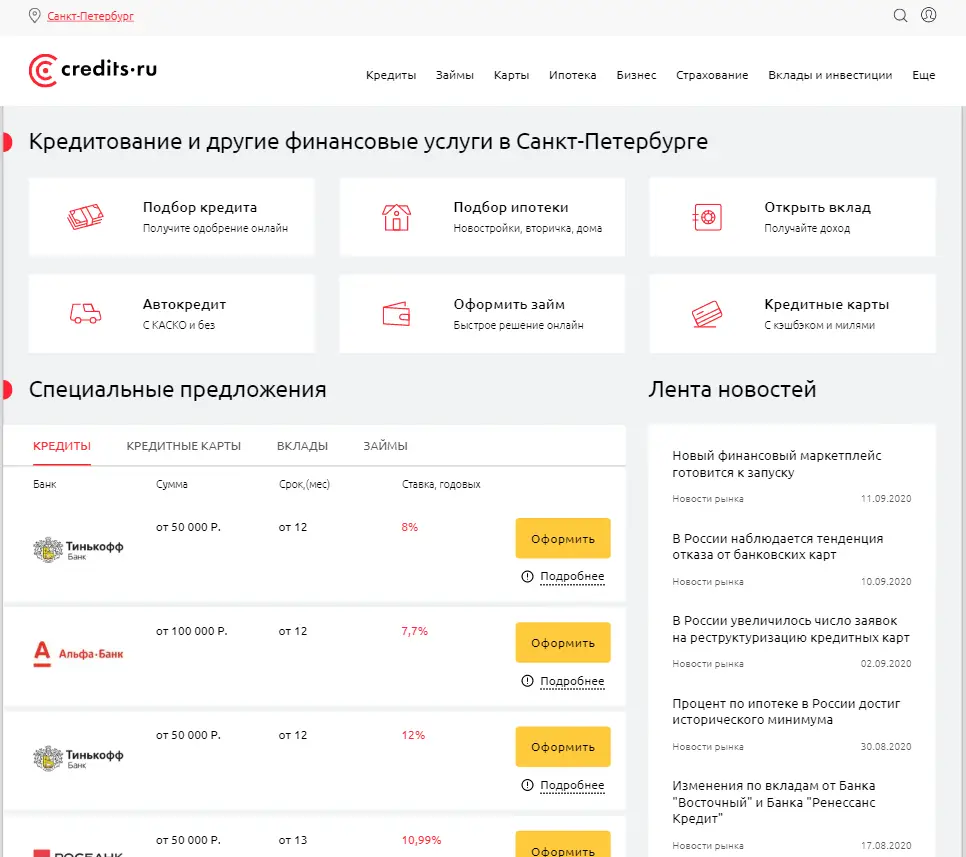 Санкт-Петербург
credits·ru
Кредиты Займы Карты Ипотека Бизнес Страхование Вклады и инвестиции Еще
Кредитование и другие финансовые услуги в Санкт-Петербурге
Подбор кредита
Получите одобрение онлайн
Подбор ипотеки
Новостройки, вторичка, дома
Открыть вклад
Получайте доход
Автокредит
С КАСКО и без
Оформить займ
Быстрое решение онлайн
Кредитные карты
С кэшбэком и милями
Специальные предложения
КРЕДИТЫ КРЕДИТНЫЕ КАРТЫ ВКЛАДЫ ЗАЙМЫ
Банк Сумма Срок,(мес) Ставка, годовых
Тинькофф
Банк
от 50 000 Р. от 12 8%
Оформить
Подробнее
Альфа·Банк
от 100 000 Р. от 12 7,7%
Оформить
Подробнее
Тинькофф
Банк
от 50 000 Р. от 12 12%
Оформить
Подробнее
РОСБАНК
от 50 000 Р. от 13 10,99%
Оформить
Лента новостей
Новый финансовый маркетплейс
готовится к запуску
Новости рынка 11.09.2020
В России наблюдается тенденция
отказа от банковских карт
Новости рынка 10.09.2020
В России увеличилось число заявок
на реструктуризацию кредитных карт
Новости рынка 02.09.2020
Процент по ипотеке в России достиг
исторического минимума
Новости рынка 30.08.2020
Изменения по вкладам от Банка
"Восточный" и Банка "Ренессанс
Кредит"
Новости рынка 17.08.2020